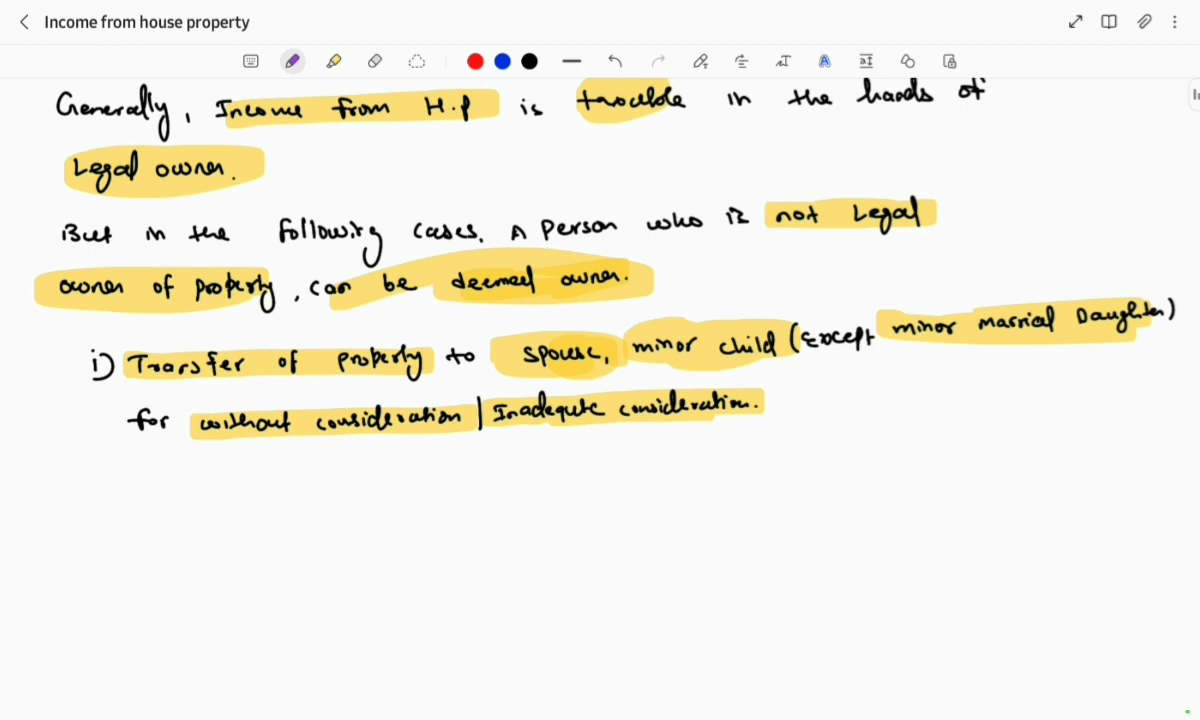 Income from house property
Generally, Income from H.P is taxable in the hands of
Legal owner.
But in the following cases. A person who is not Legal
owner of property, can be deemed owner.
i) Transfer of property to spouse, minor child (Except minor married Daughter)
for without consideration | Inadequte consideration.